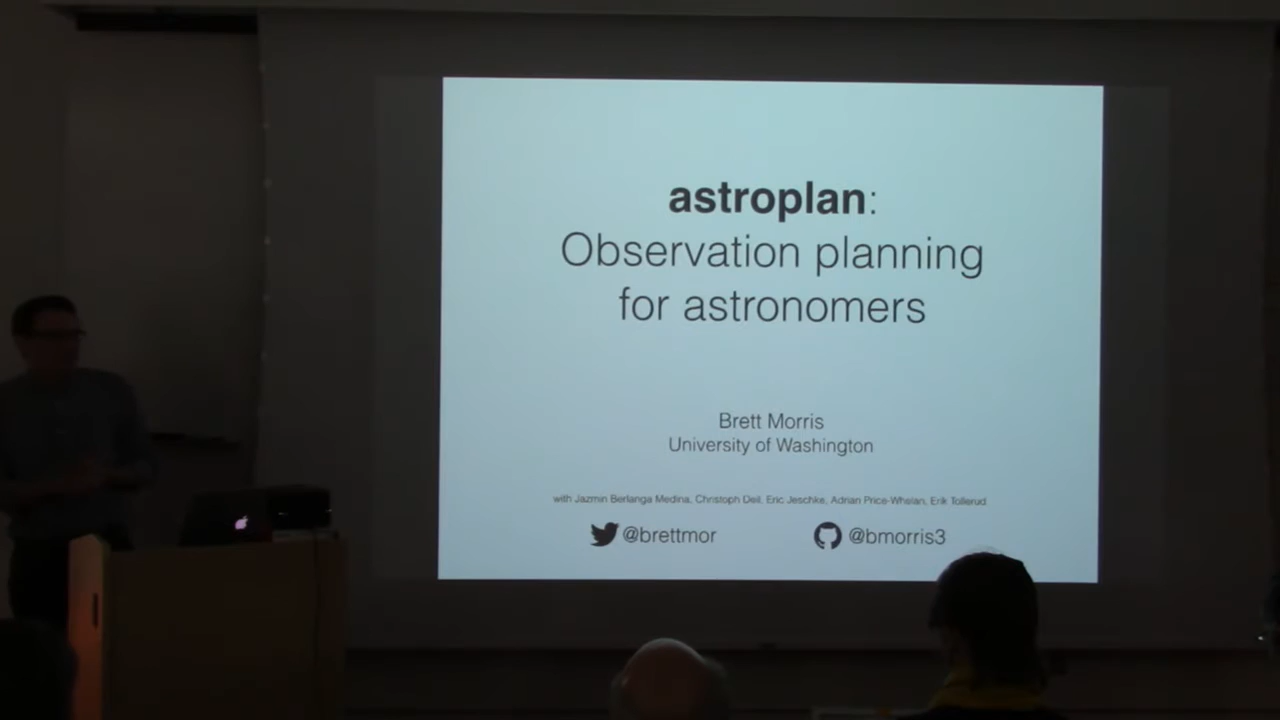 astroplan:
Observation planning
for astronomers
Brett Morris
University of Washington
with Jazmin Berlanga Medina, Christoph Deil, Eric Jeschke, Adrian Price-Whelan, Erik Tollerud
@brettmor @bmorris3